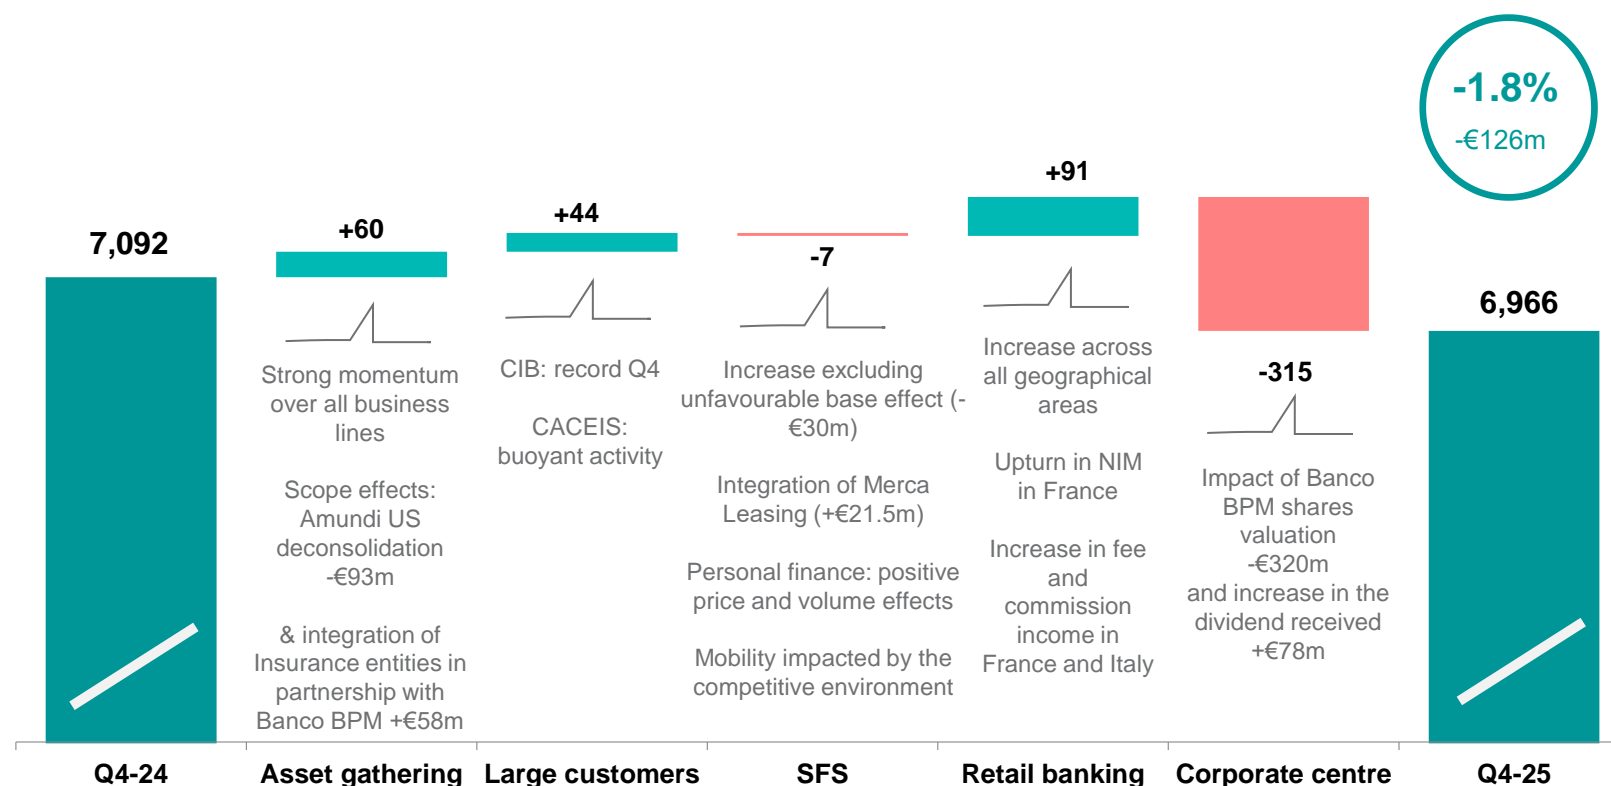 -1.8%
-€126m
7,092
+60
Strong momentum
over all business
lines
Scope effects:
Amundi US
deconsolidation
-€93m
& integration of
Insurance entities in
partnership with
Banco BPM +€58m
+44
CIB: record Q4
CACEIS:
buoyant activity
-7
Increase excluding
unfavourable base effect (-
€30m)
Integration of Merca
Leasing (+€21.5m)
Personal finance: positive
price and volume effects
Mobility impacted by the
competitive environment
+91
Increase across
all geographical
areas
Upturn in NIM
in France
Increase in fee
and
commission
income in
France and Italy
-315
Impact of Banco
BPM shares
valuation
-€320m
and increase in the
dividend received
+€78m
6,966
Q4-24
Asset gathering
Large customers
SFS
Retail banking
Corporate centre
Q4-25